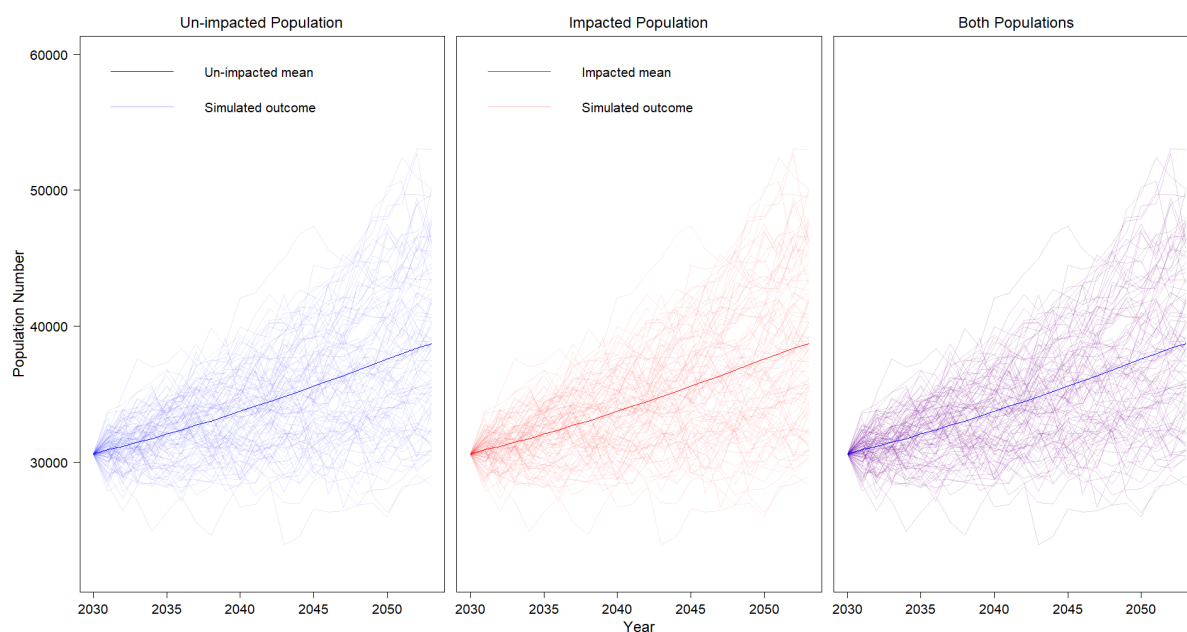 Un-impacted Population
Impacted Population
Both Populations
Un-impacted mean
Simulated outcome
Impacted mean
Simulated outcome
Population Number
60000
50000
40000
30000
2030 2035 2040 2045 2050
2030 2035 2040 2045 2050
2030 2035 2040 2045 2050
Year